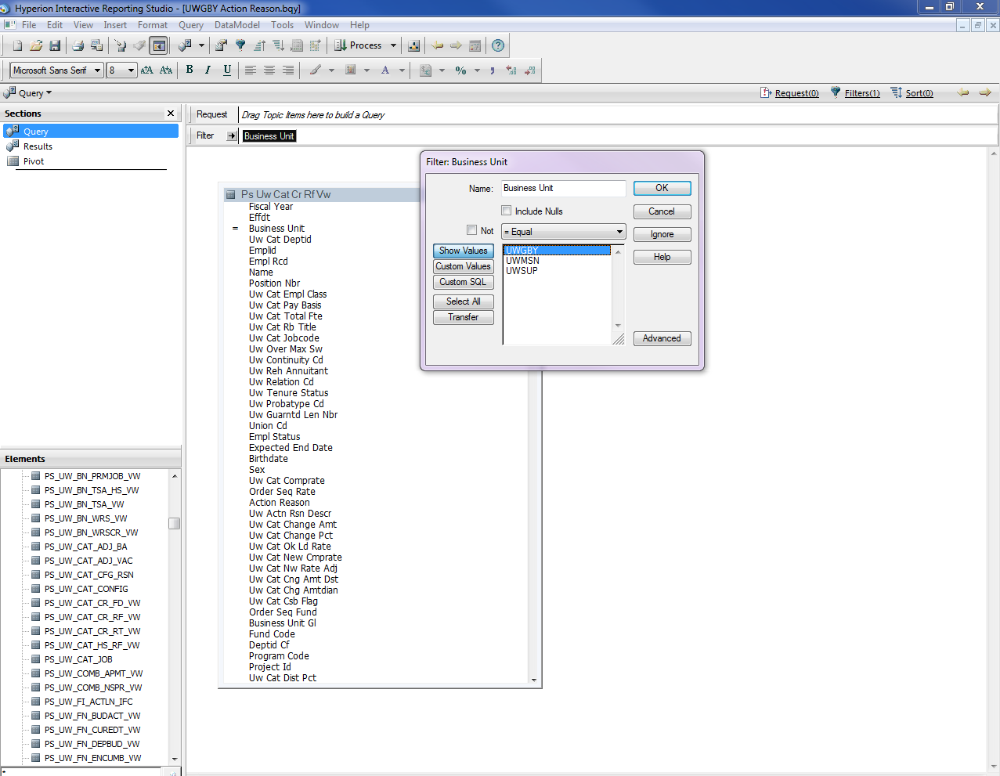 Hyperion Interactive Reporting Studio - [UWGBY Action Reason.bqy]
File Edit View Insert Format Query DataModel Tools Window Help
Process
Microsoft Sans Serif 8 B I U A %
Query Request(0) Filters(1) Sort(0)
Sections
Query
Results
Pivot
Request Drag Topic Items here to build a Query
Filter Business Unit
Ps Uw Cat Cr Rf Vw
Fiscal Year
Effdt
= Business Unit
Uw Cat Deptid
Emplid
Empl Rcd
Name
Position Nbr
Uw Cat Empl Class
Uw Cat Pay Basis
Uw Cat Total Fte
Uw Cat Rb Title
Uw Cat Jobcode
Uw Over Max Sw
Uw Continuity Cd
Uw Reh Annuitant
Uw Relation Cd
Uw Tenure Status
Uw Probatype Cd
Uw Guarntd Len Nbr
Union Cd
Empl Status
Expected End Date
Birthdate
Sex
Uw Cat Comprate
Order Seq Rate
Action Reason
Uw Actn Rsn Descr
Uw Cat Change Amt
Uw Cat Change Pct
Uw Cat Ok Ld Rate
Uw Cat New Cmprate
Uw Cat Nw Rate Adj
Uw Cat Cng Amt Dst
Uw Cat Chg Amtdian
Uw Cat Csb Flag
Order Seq Fund
Business Unit Gl
Fund Code
Deptid Cf
Program Code
Project Id
Uw Cat Dist Pct
Filter: Business Unit
Name: Business Unit
OK
Include Nulls
Cancel
Not = Equal
Ignore
Show Values
Custom Values
Custom SQL
Select All
Transfer
UWGBY
UWMSN
UWSUP
Help
Advanced
Elements
PS_UW_BN_PRMJOB_VW
PS_UW_BN_TSA_HS_VW
PS_UW_BN_TSA_VW
PS_UW_BN_WRS_VW
PS_UW_BN_WRSCR_VW
PS_UW_CAT_ADJ_BA
PS_UW_CAT_ADJ_VAC
PS_UW_CAT_CFG_RSN
PS_UW_CAT_CONFIG
PS_UW_CAT_CR_FD_VW
PS_UW_CAT_CR_RF_VW
PS_UW_CAT_CR_RT_VW
PS_UW_CAT_HS_RF_VW
PS_UW_CAT_JOB
PS_UW_COMB_APMT_VW
PS_UW_COMB_NSPR_VW
PS_UW_FI_ACTLN_IFC
PS_UW_FN_BUDACT_VW
PS_UW_FN_CUREDT_VW
PS_UW_FN_DEPBUD_VW
PS_UW_FN_ENCUMB_VW
*